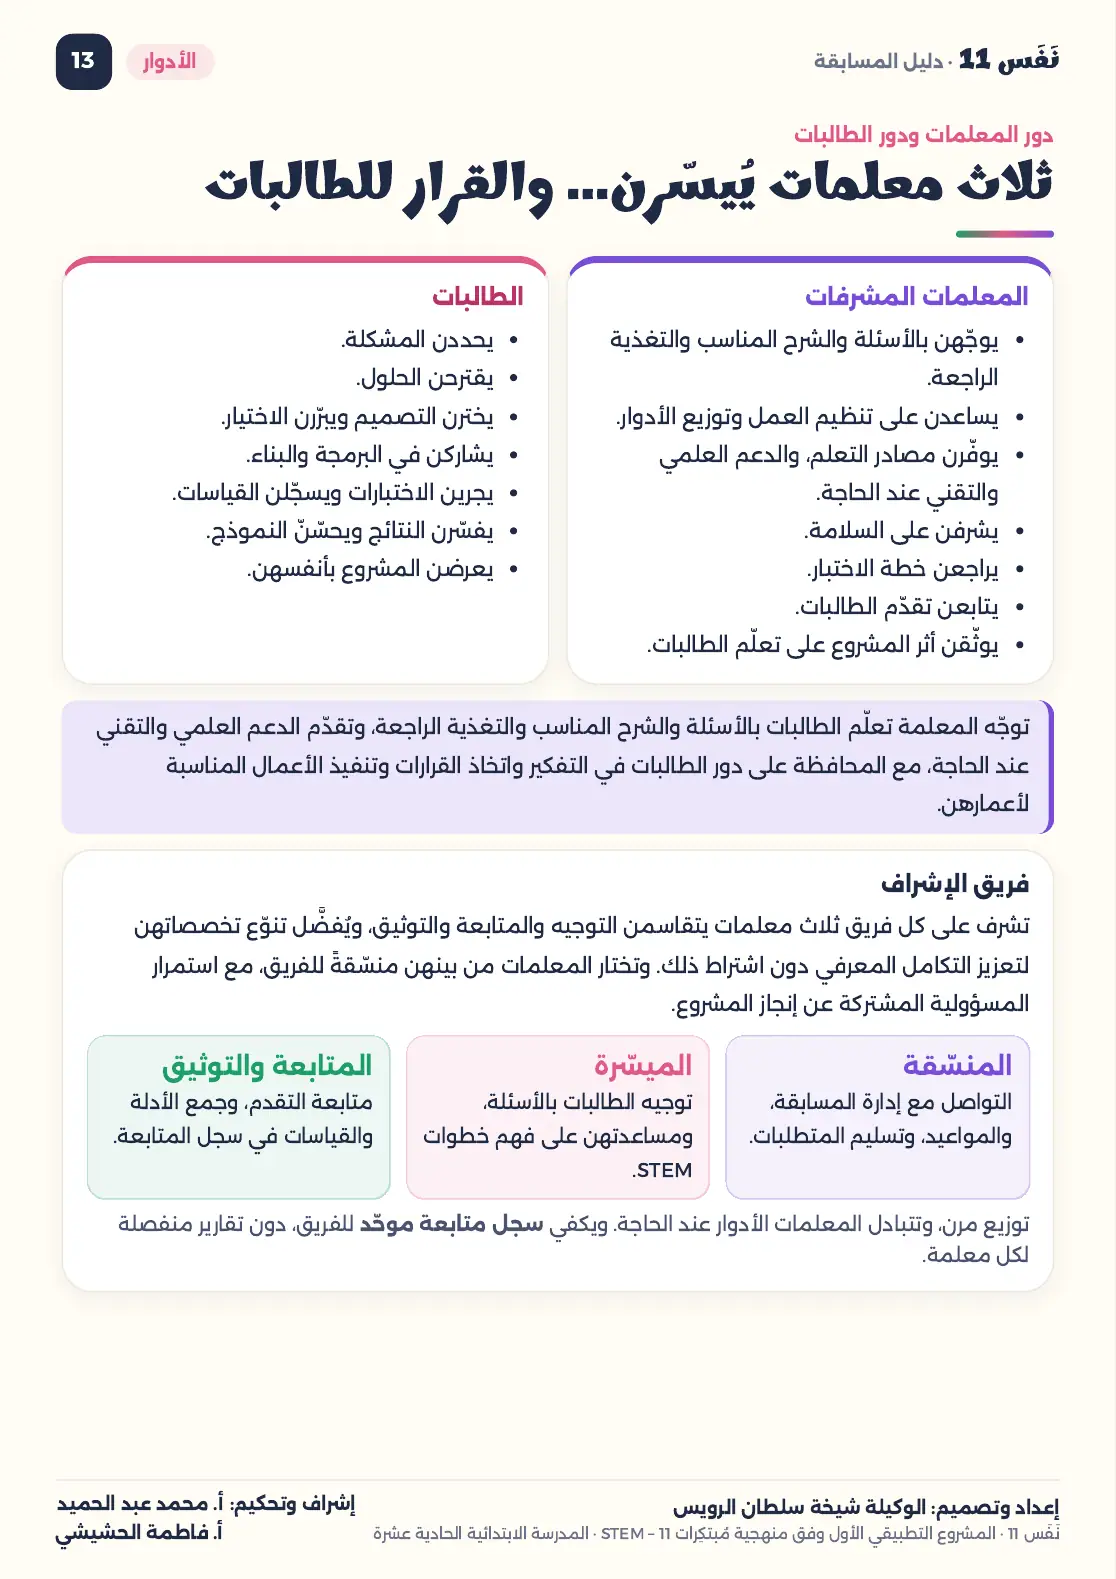 نَفَس 11 · دليل المسابقة
الأدوار
13
دور المعلمات ودور الطالبات
ثلاث معلمات يُيسّرن... والقرار للطالبات
المعلمات المشرفات
• يوجّهن بالأسئلة والشرح المناسب والتغذية
الراجعة.
• يساعدن على تنظيم العمل وتوزيع الأدوار.
• يوفّرن مصادر التعلم، والدعم العلمي
والتقني عند الحاجة.
• يشرفن على السلامة.
• يراجعن خطة الاختبار.
• يتابعن تقدّم الطالبات.
• يوثّقن أثر المشروع على تعلّم الطالبات.
الطالبات
• يحددن المشكلة.
• يقترحن الحلول.
• يخترن التصميم ويبرّرن الاختيار.
• يشاركن في البرمجة والبناء.
• يجرين الاختبارات ويسجّلن القياسات.
• يفسّرن النتائج ويحسّنّ النموذج.
• يعرضن المشروع بأنفسهن.
توجّه المعلمة تعلّم الطالبات بالأسئلة والشرح المناسب والتغذية الراجعة، وتقدّم الدعم العلمي والتقني
عند الحاجة، مع المحافظة على دور الطالبات في التفكير واتخاذ القرارات وتنفيذ الأعمال المناسبة
لأعمارهن.
فريق الإشراف
تشرف على كل فريق ثلاث معلمات يتقاسمن التوجيه والمتابعة والتوثيق، ويُفضَّل تنوّع تخصصاتهن
لتعزيز التكامل المعرفي دون اشتراط ذلك. وتختار المعلمات من بينهن منسّقةً للفريق، مع استمرار
المسؤولية المشتركة عن إنجاز المشروع.
المنسّقة
التواصل مع إدارة المسابقة،
والمواعيد، وتسليم المتطلبات.
الميسّرة
توجيه الطالبات بالأسئلة،
ومساعدتهن على فهم خطوات
STEM.
المتابعة والتوثيق
متابعة التقدم، وجمع الأدلة
والقياسات في سجل المتابعة.
توزيع مرن، وتتبادل المعلمات الأدوار عند الحاجة. ويكفي سجل متابعة موحّد للفريق، دون تقارير منفصلة
لكل معلمة.
إعداد وتصميم: الوكيلة شيخة سلطان الرويس
نَفَس 11 · المشروع التطبيقي الأول وفق منهجية مُبتكِرات 11 – STEM · المدرسة الابتدائية الحادية عشرة
إشراف وتحكيم: أ. محمد عبد الحميد
أ. فاطمة الحشيشي